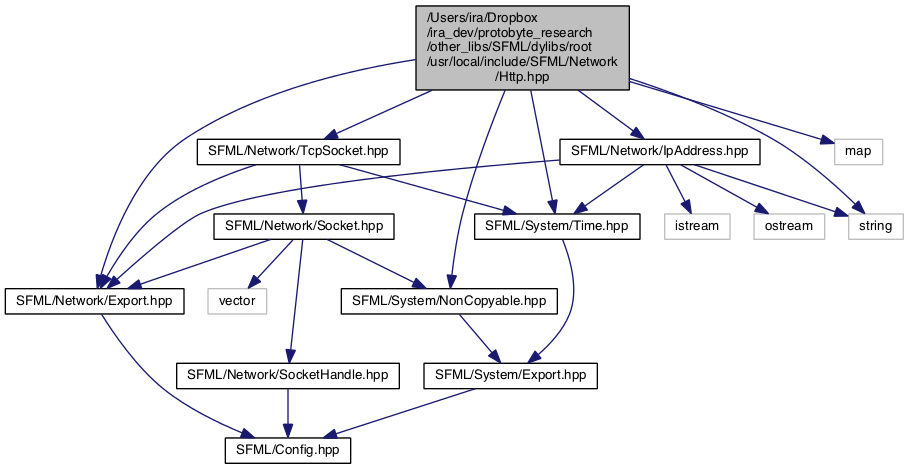 /Users/ira/Dropbox
/ira_dev/protobyte_research
/other_libs/SFML/dylibs/root
/usr/local/include/SFML/Network
/Http.hpp
SFML/Network/TcpSocket.hpp
SFML/Network/IpAddress.hpp
map
SFML/Network/Socket.hpp
SFML/System/Time.hpp
istream
ostream
string
SFML/Network/Export.hpp
vector
SFML/System/NonCopyable.hpp
SFML/Network/SocketHandle.hpp
SFML/System/Export.hpp
SFML/Config.hpp